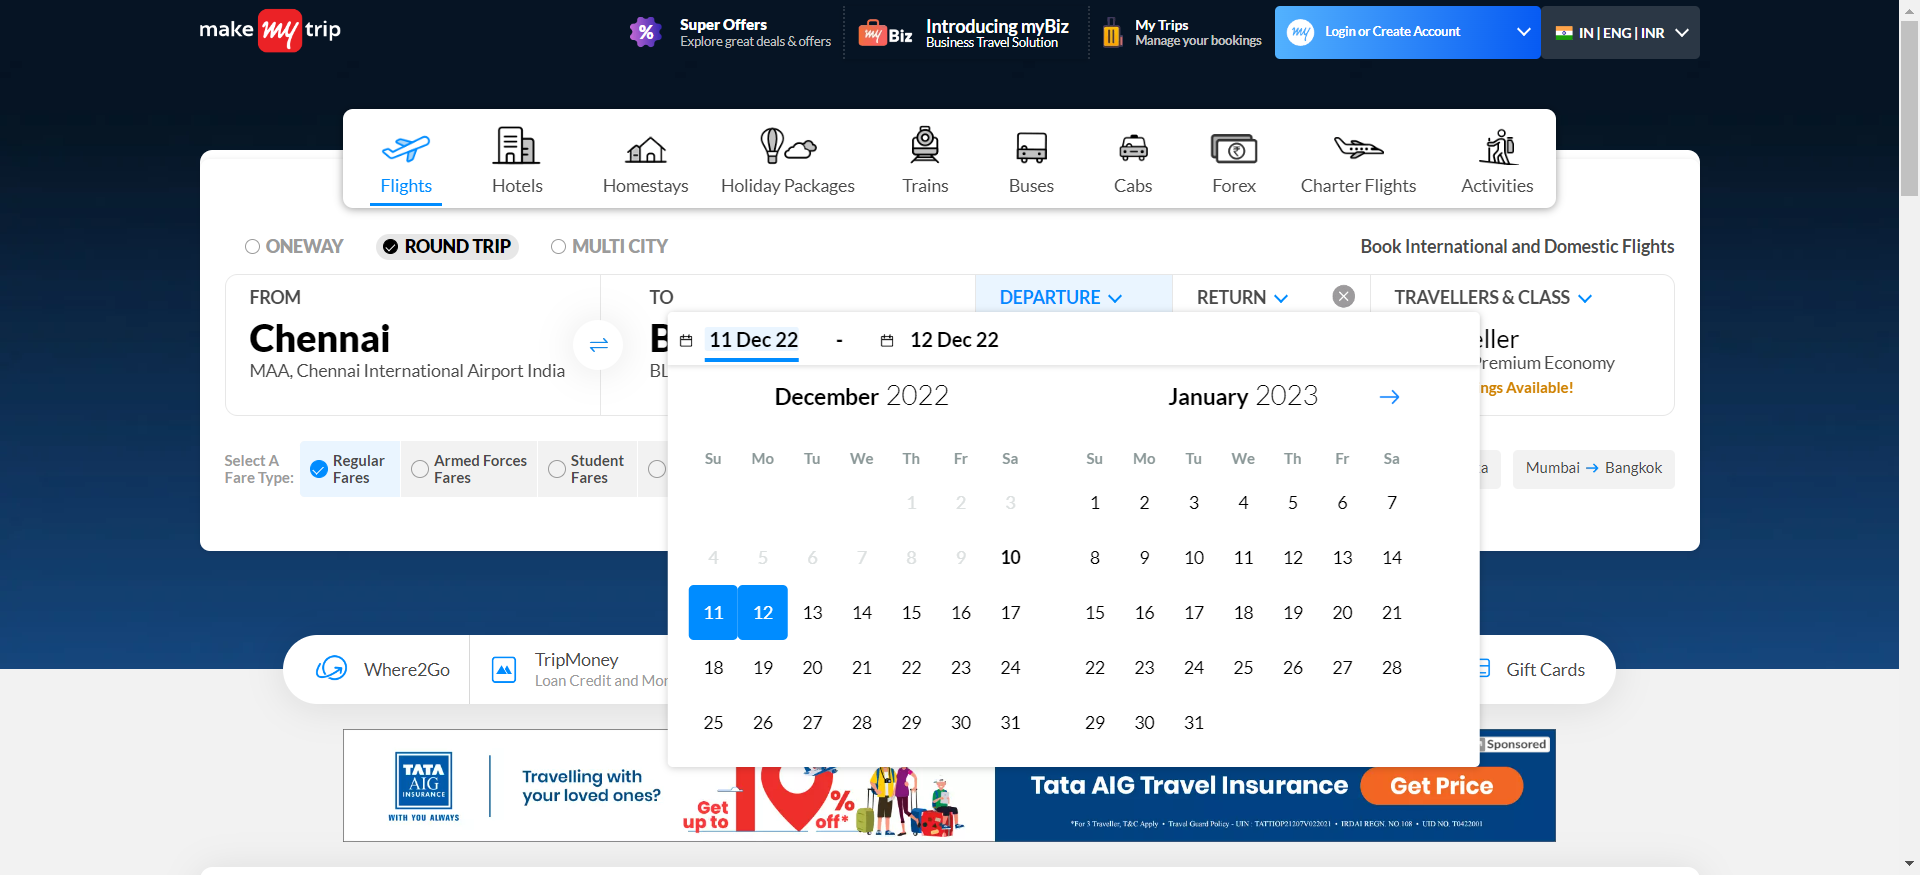 make my trip
%
Super Offers
Explore great deals & offers
my Biz
Introducing myBiz
Business Travel Solution
My Trips
Manage your bookings
my
Login or Create Account
IN | ENG | INR
Flights
Hotels
Homestays
Holiday Packages
Trains
Buses
Cabs
Forex
Charter Flights
Activities
ONEWAY
ROUND TRIP
MULTI CITY
Book International and Domestic Flights
FROM
Chennai
MAA, Chennai International Airport India
TO
B
BL
DEPARTURE
RETURN
TRAVELLERS & CLASS
eller
Premium Economy
ngs Available!
11 Dec 22 - 12 Dec 22
December 2022
Su Mo Tu We Th Fr Sa
1 2 3
4 5 6 7 8 9 10
11 12 13 14 15 16 17
18 19 20 21 22 23 24
25 26 27 28 29 30 31
January 2023
Su Mo Tu We Th Fr Sa
1 2 3 4 5 6 7
8 9 10 11 12 13 14
15 16 17 18 19 20 21
22 23 24 25 26 27 28
29 30 31
Select A
Fare Type:
Regular
Fares
Armed Forces
Fares
Student
Fares
a
Mumbai → Bangkok
Where2Go
TripMoney
Loan Credit and Mor
Gift Cards
TATA
AIG
INSURANCE
WITH YOU ALWAYS
Travelling with
your loved ones?
Get
up to
%
off*
Sponsored
Tata AIG Travel Insurance
Get Price
*For 3 Traveller, T&C Apply • Travel Guard Policy - UIN : TATTIOP21207V022021 • IRDAI REGN. NO 108 • UID NO. T0422001